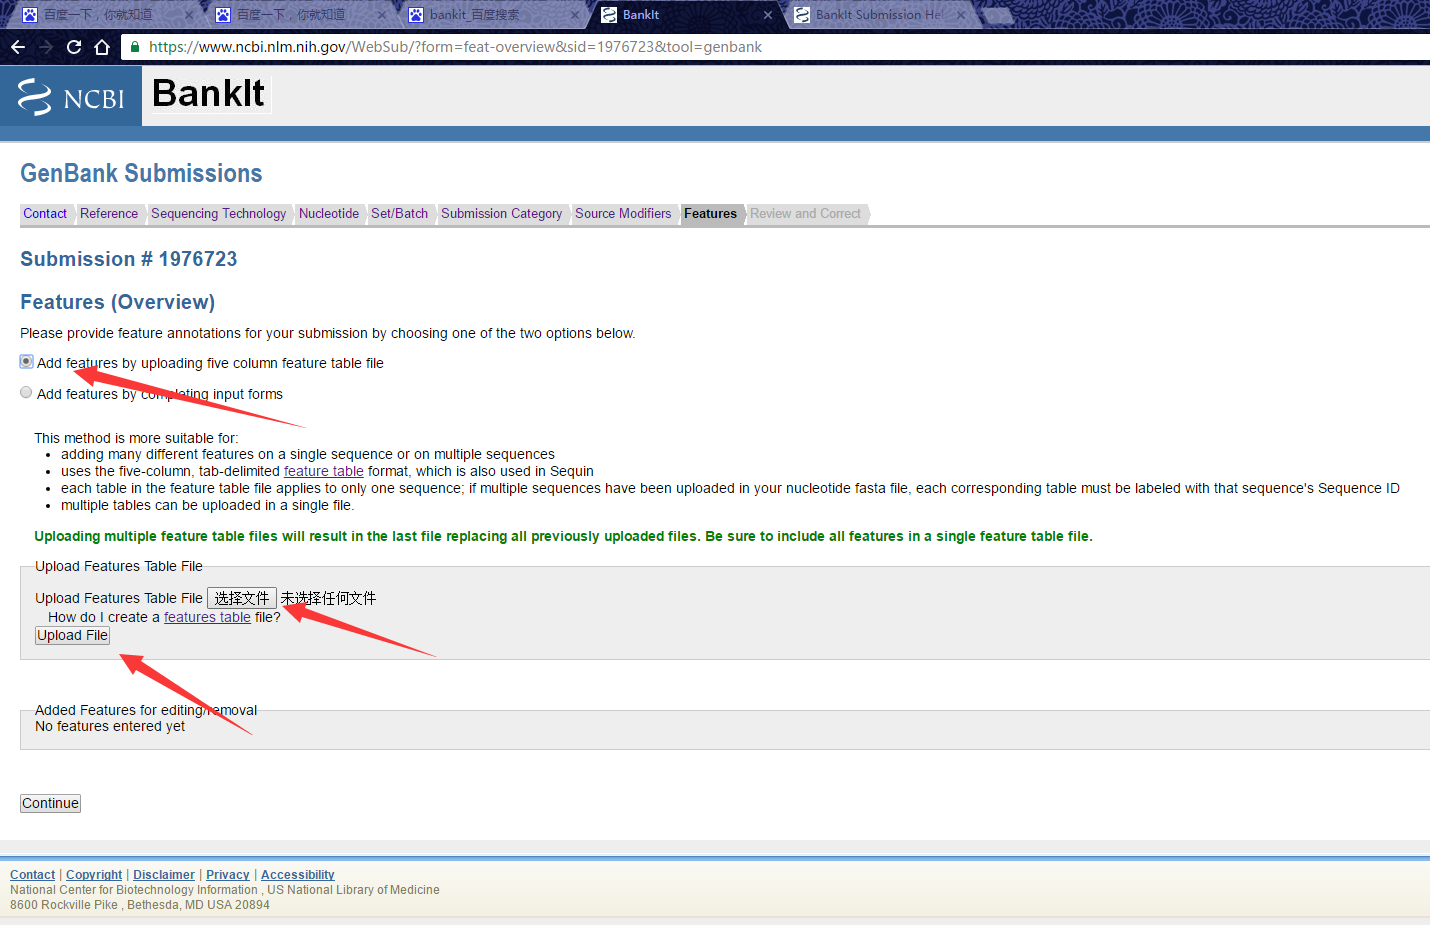 百度一下，你就知道
百度一下，你就知道
bankIt_百度搜索
BankIt
BankIt Submission Hel
https://www.ncbi.nlm.nih.gov/WebSub/?form=feat-overview&sid=1976723&tool=genbank
NCBI
BankIt
GenBank Submissions
Contact Reference Sequencing Technology Nucleotide Set/Batch Submission Category Source Modifiers Features Review and Correct
Submission # 1976723
Features (Overview)
Please provide feature annotations for your submission by choosing one of the two options below.
Add features by uploading five column feature table file
Add features by completing input forms
This method is more suitable for:
• adding many different features on a single sequence or on multiple sequences
• uses the five-column, tab-delimited feature table format, which is also used in Sequin
• each table in the feature table file applies to only one sequence; if multiple sequences have been uploaded in your nucleotide fasta file, each corresponding table must be labeled with that sequence's Sequence ID
• multiple tables can be uploaded in a single file.
Uploading multiple feature table files will result in the last file replacing all previously uploaded files. Be sure to include all features in a single feature table file.
Upload Features Table File
Upload Features Table File 选择文件 未选择任何文件
How do I create a features table file?
Upload File
Added Features for editing/removal
No features entered yet
Continue
Contact | Copyright | Disclaimer | Privacy | Accessibility
National Center for Biotechnology Information , US National Library of Medicine
8600 Rockville Pike , Bethesda, MD USA 20894